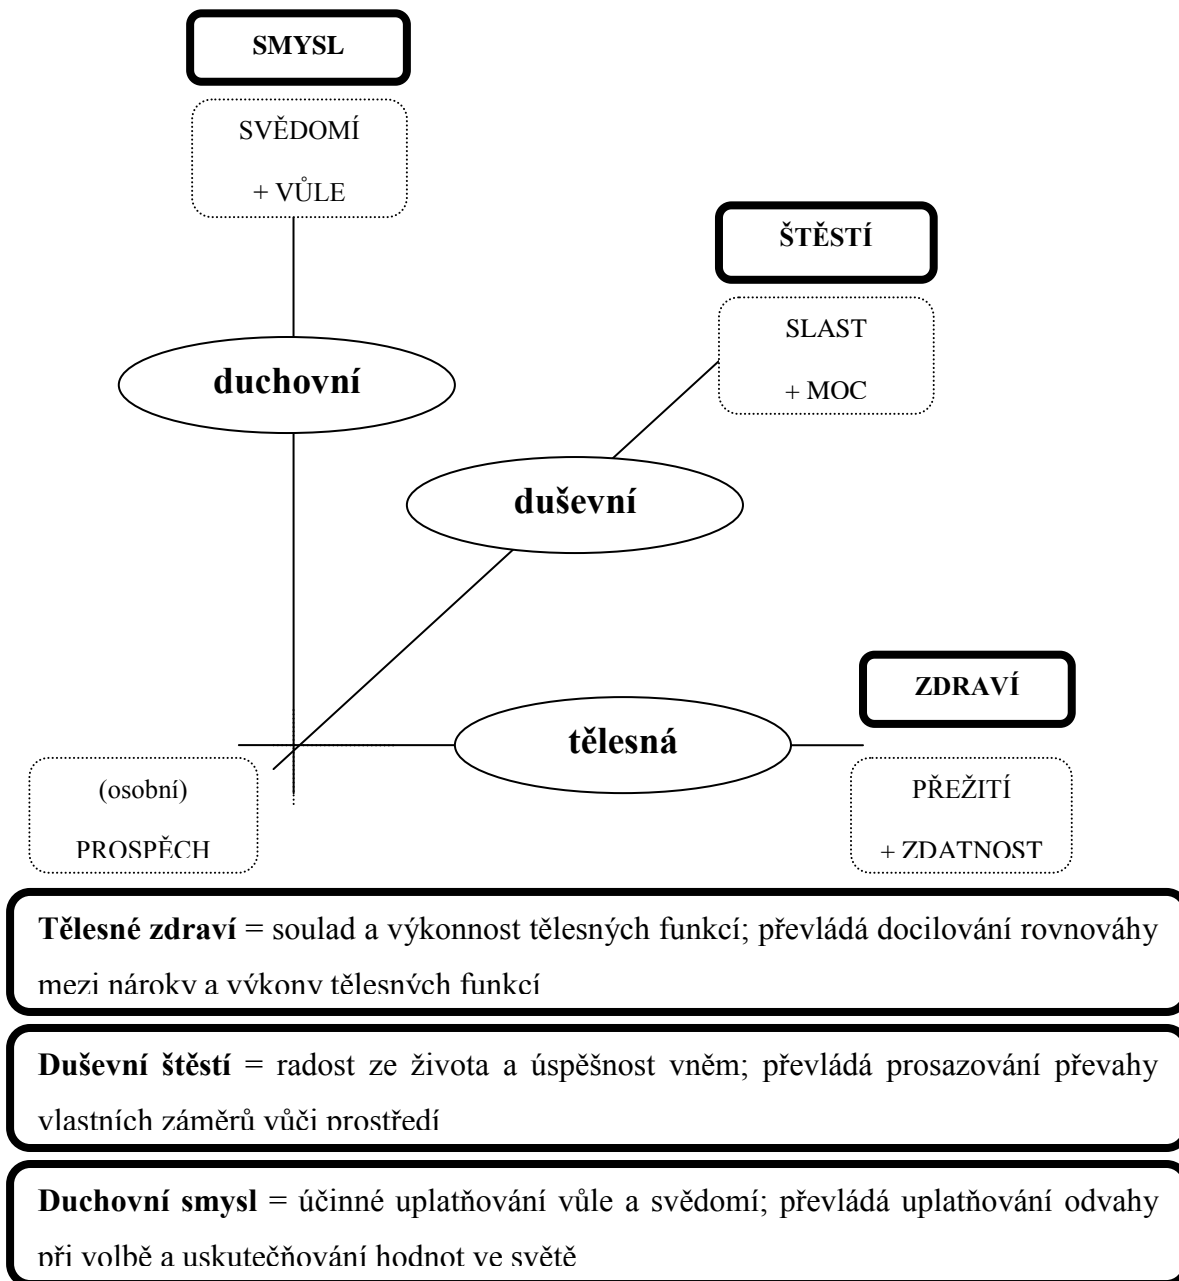 SMYSL
SVĚDOMÍ
+ VŮLE
ŠTĚSTÍ
SLAST
+ MOC
duchovní
duševní
ZDRAVÍ
tělesná
(osobní)
PROSPĚCH
PŘEŽITÍ
+ ZDATNOST
Tělesné zdraví = soulad a výkonnost tělesných funkcí; převládá docilování rovnováhy
mezi nároky a výkony tělesných funkcí
Duševní štěstí = radost ze života a úspěšnost vněm; převládá prosazování převahy
vlastních záměrů vůči prostředí
Duchovní smysl = účinné uplatňování vůle a svědomí; převládá uplatňování odvahy
při volbě a uskutečňování hodnot ve světě